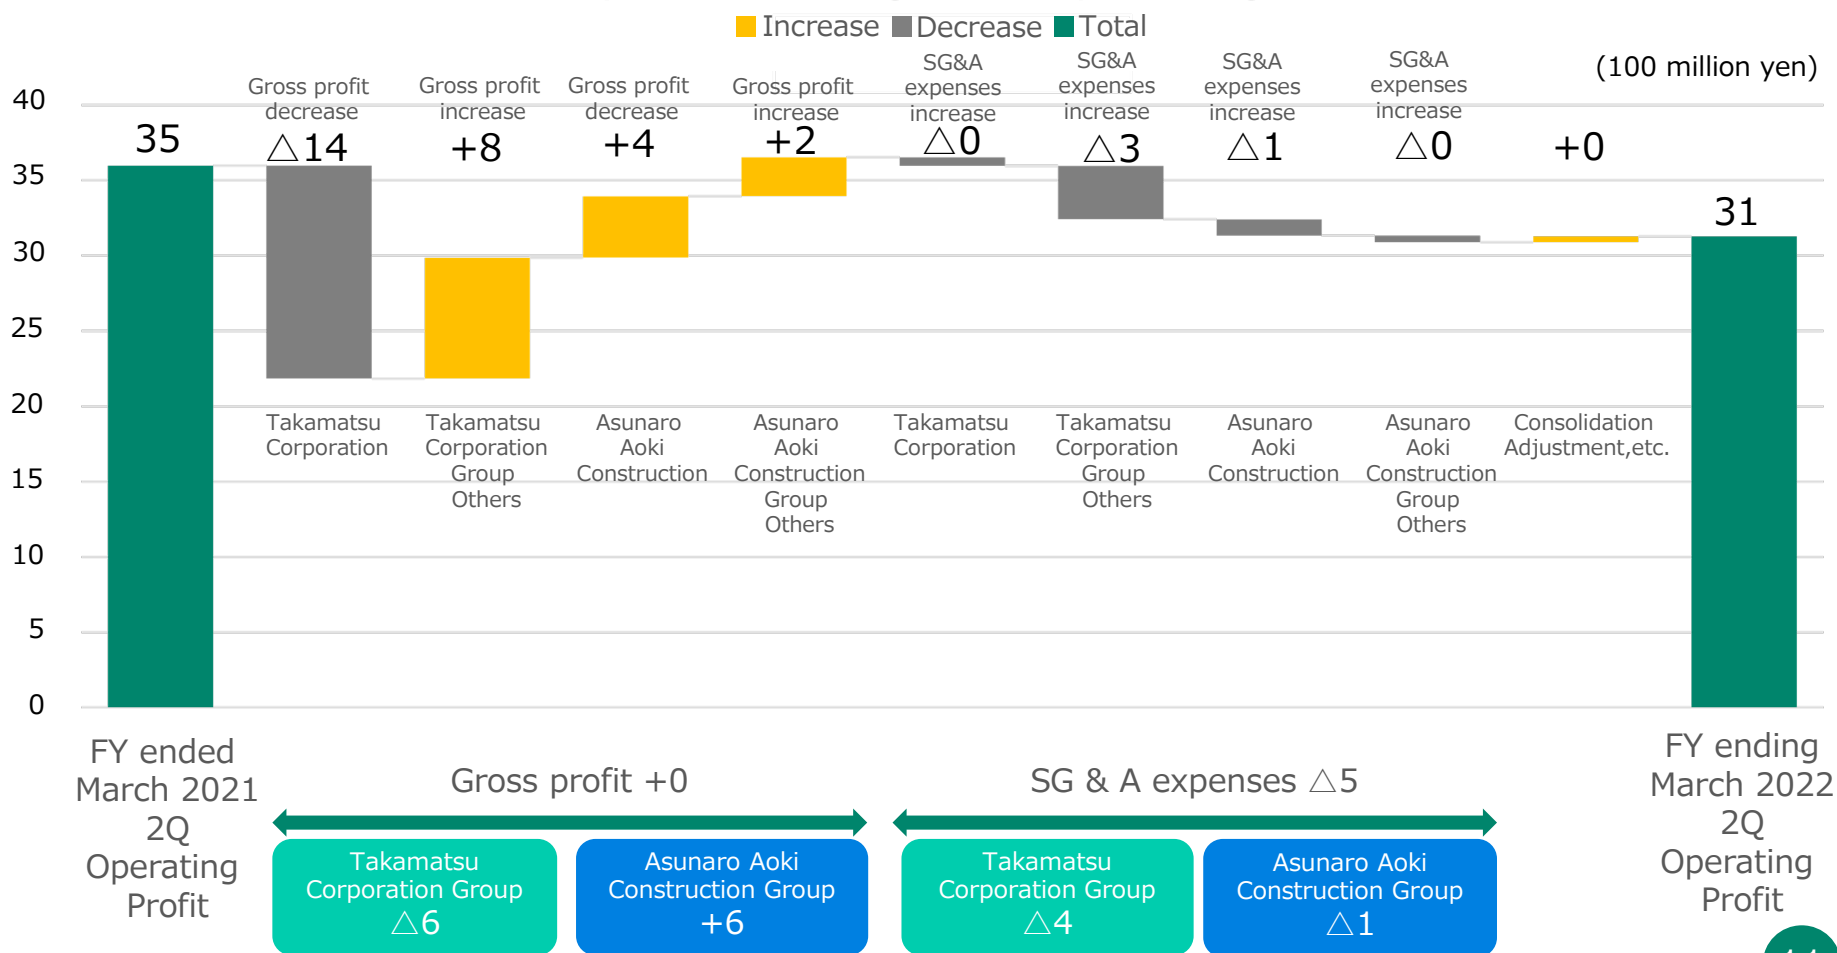 Increase Decrease Total
(100 million yen)
Gross profit
decrease
△14
Gross profit
increase
+8
Gross profit
decrease
+4
Gross profit
increase
+2
SG&A
expenses
increase
△0
SG&A
expenses
increase
△3
SG&A
expenses
increase
△1
SG&A
expenses
increase
△0
+0
35
31
40
35
30
25
20
15
10
5
0
Takamatsu
Corporation
Takamatsu
Corporation
Group
Others
Asunaro
Aoki
Construction
Asunaro
Aoki
Construction
Group
Others
Takamatsu
Corporation
Takamatsu
Corporation
Group
Others
Asunaro
Aoki
Construction
Asunaro
Aoki
Construction
Group
Others
Consolidation
Adjustment,etc.
FY ended
March 2021
2Q
Operating
Profit
Gross profit +0
SG & A expenses △5
FY ending
March 2022
2Q
Operating
Profit
Takamatsu
Corporation Group
△6
Asunaro Aoki
Construction Group
+6
Takamatsu
Corporation Group
△4
Asunaro Aoki
Construction Group
△1